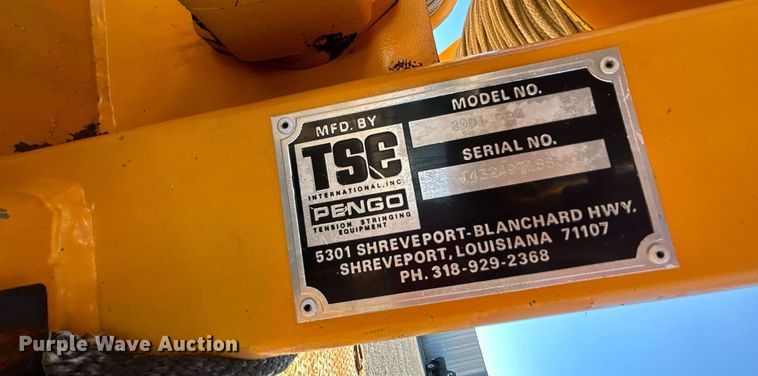 MFD. BY
TSE
INTERNATIONAL, INC.
PENGO
TENSION STRINGING
EQUIPMENT
MODEL NO.
SERIAL NO.
5301 SHREVEPORT-BLANCHARD HWY.
SHREVEPORT, LOUISIANA 71107
PH. 318-929-2368
Purple Wave Auction